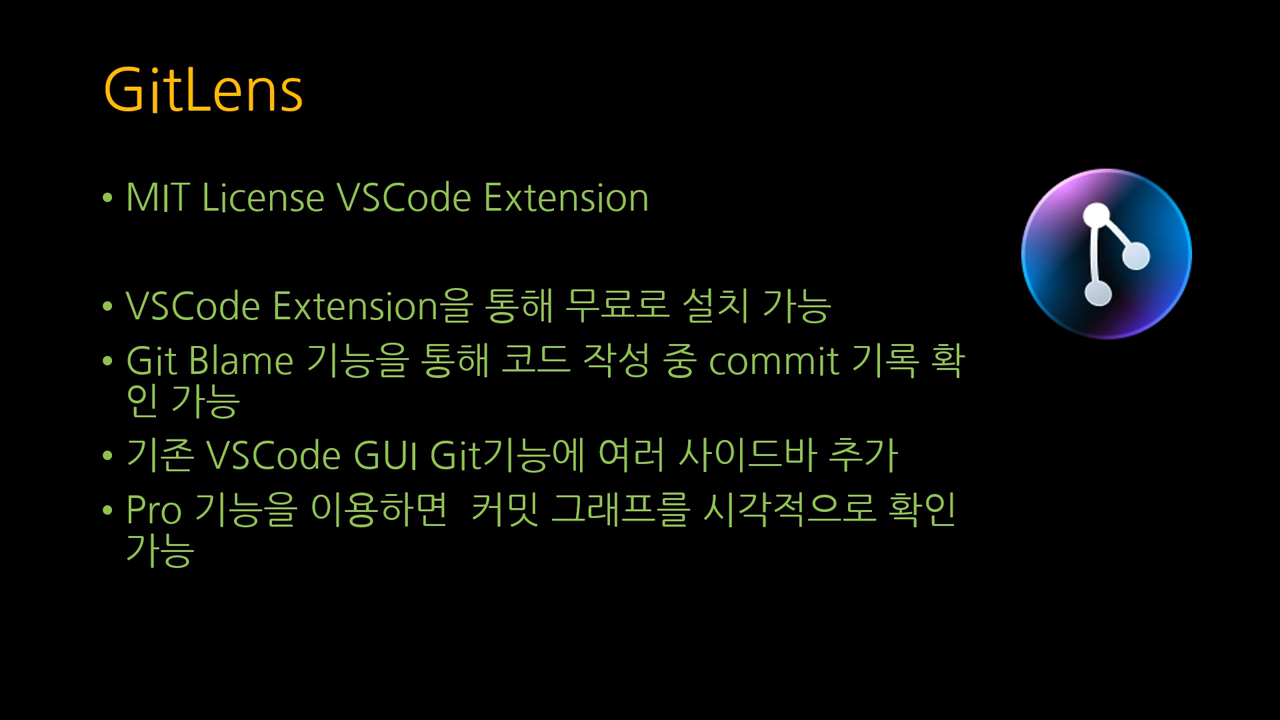 GitLens
• MIT License VSCode Extension
• VSCode Extension을 통해 무료로 설치 가능
• Git Blame 기능을 통해 코드 작성 중 commit 기록 확
인 가능
• 기존 VSCode GUI Git기능에 여러 사이드바 추가
• Pro 기능을 이용하면  커밋 그래프를 시각적으로 확인
가능